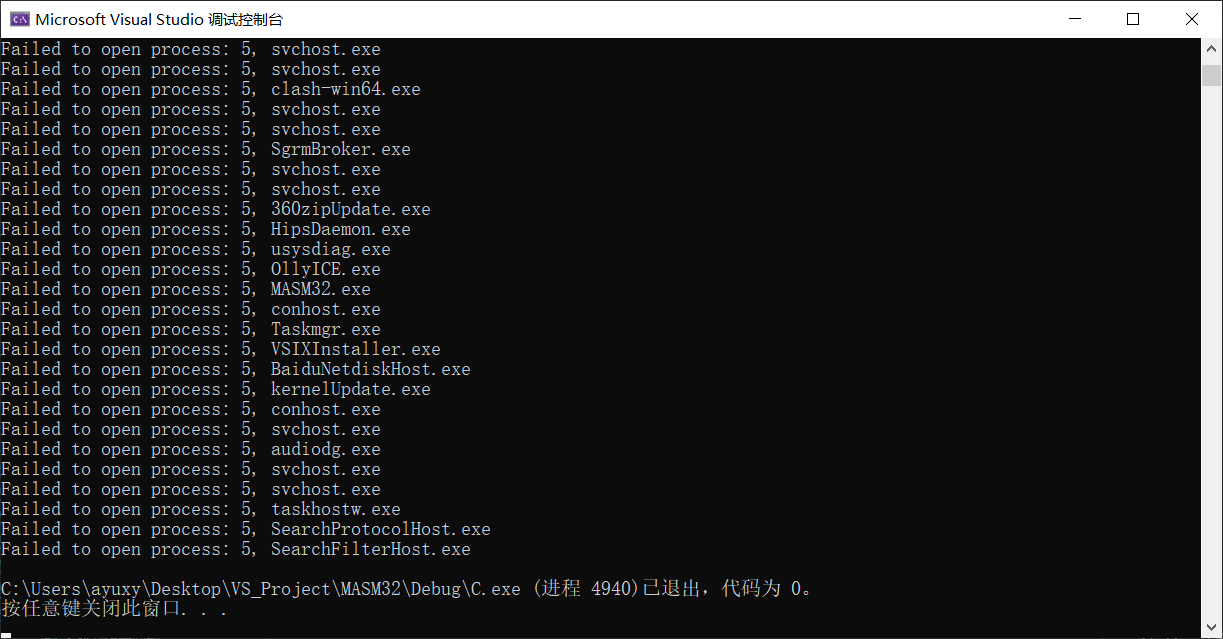 Microsoft Visual Studio 调试控制台
Failed to open process: 5, svchost.exe
Failed to open process: 5, svchost.exe
Failed to open process: 5, clash-win64.exe
Failed to open process: 5, svchost.exe
Failed to open process: 5, svchost.exe
Failed to open process: 5, SgrmBroker.exe
Failed to open process: 5, svchost.exe
Failed to open process: 5, svchost.exe
Failed to open process: 5, 360zipUpdate.exe
Failed to open process: 5, HipsDaemon.exe
Failed to open process: 5, usysdiag.exe
Failed to open process: 5, OllyICE.exe
Failed to open process: 5, MASM32.exe
Failed to open process: 5, conhost.exe
Failed to open process: 5, Taskmgr.exe
Failed to open process: 5, VSIXInstaller.exe
Failed to open process: 5, BaiduNetdiskHost.exe
Failed to open process: 5, kernelUpdate.exe
Failed to open process: 5, conhost.exe
Failed to open process: 5, svchost.exe
Failed to open process: 5, audiodg.exe
Failed to open process: 5, svchost.exe
Failed to open process: 5, svchost.exe
Failed to open process: 5, taskhostw.exe
Failed to open process: 5, SearchProtocolHost.exe
Failed to open process: 5, SearchFilterHost.exe
C:\Users\ayuxy\Desktop\VS_Project\MASM32\Debug\C.exe (进程 4940)已退出，代码为 0。
按任意键关闭此窗口. . .